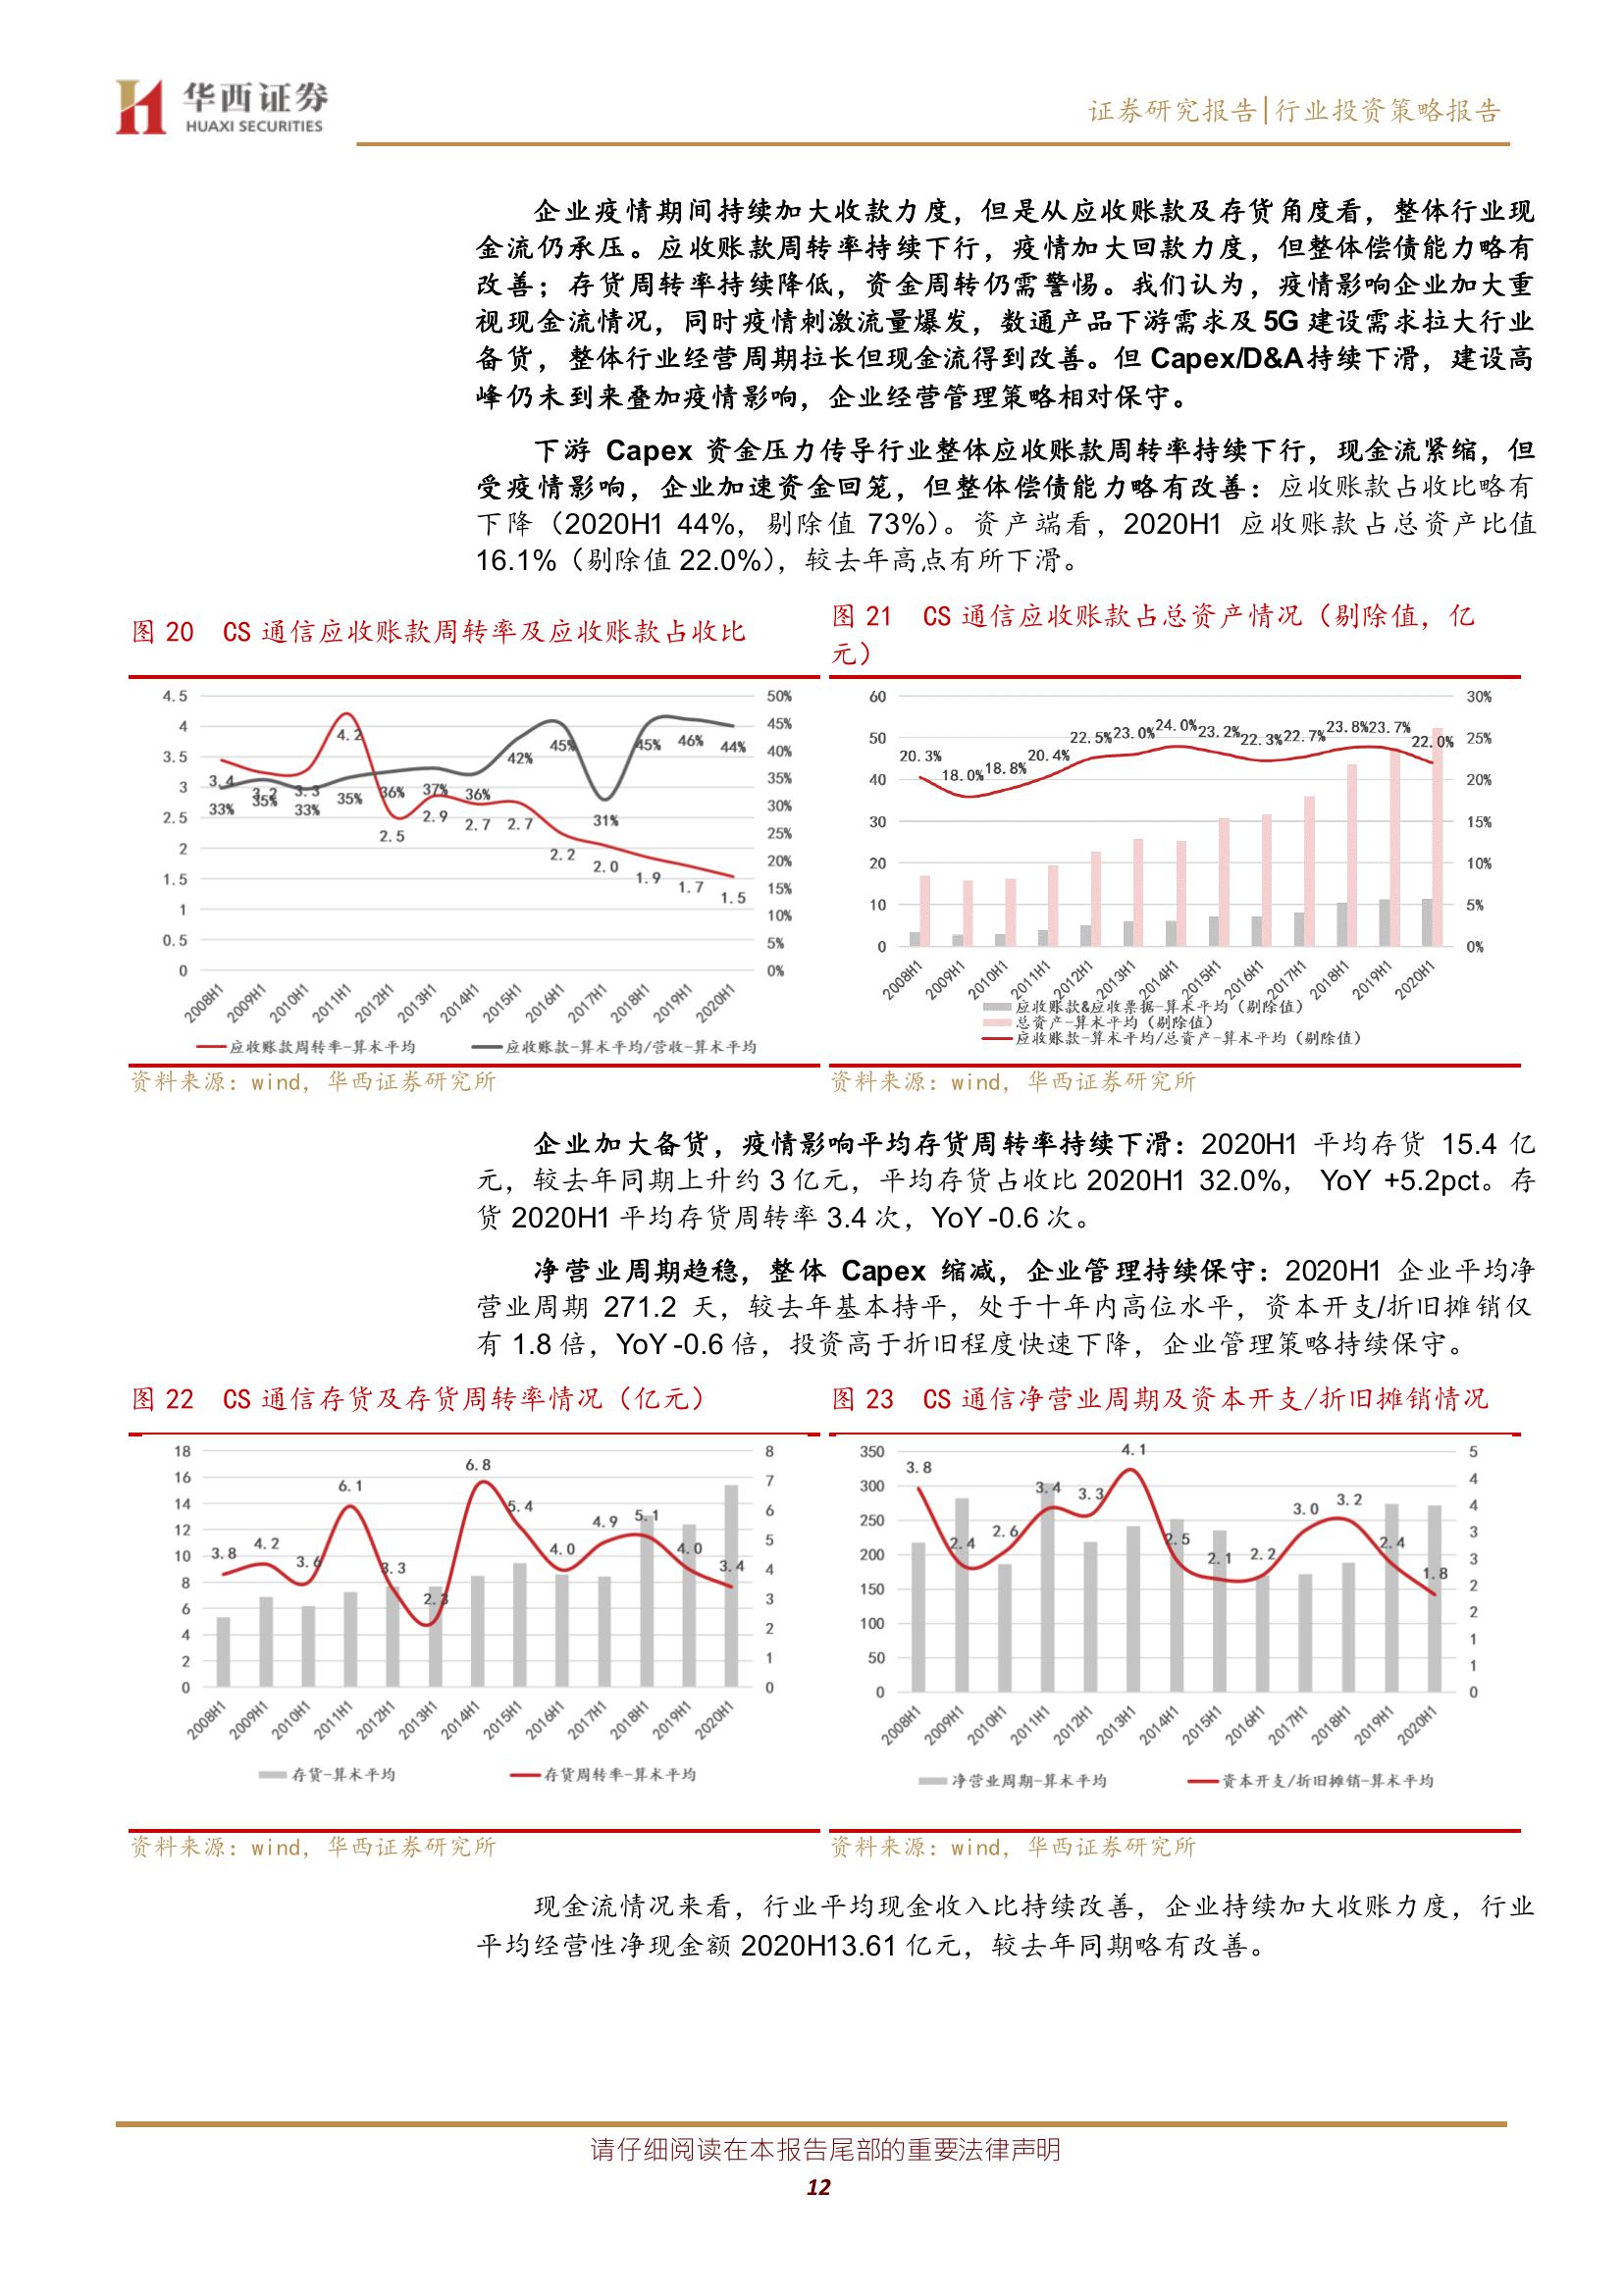 华西证券
HUAXI SECURITIES
证券研究报告|行业投资策略报告
企业疫情期间持续加大收款力度，但是从应收账款及存货角度看，整体行业现
金流仍承压。应收账款周转率持续下行，疫情加大回款力度，但整体偿债能力略有
改善；存货周转率持续降低，资金周转仍需警惕。我们认为，疫情影响企业加大重
视现金流情况，同时疫情刺激流量爆发，数通产品下游需求及 5G 建设需求拉大行业
备货，整体行业经营周期拉长但现金流得到改善。但 Capex/D&A持续下滑，建设高
峰仍未到来叠加疫情影响，企业经营管理策略相对保守。
下游 Capex 资金压力传导行业整体应收账款周转率持续下行，现金流紧缩，但
受疫情影响，企业加速资金回笼，但整体偿债能力略有改善：应收账款占收比略有
下降（2020H1 44%，剔除值 73%）。资产端看，2020H1 应收账款占总资产比值
16.1%（剔除值 22.0%），较去年高点有所下滑。
图 20 CS 通信应收账款周转率及应收账款占收比
4.5
4
3.5
3
2.5
2
1.5
1
0.5
0
50%
45%
40%
35%
30%
25%
20%
15%
10%
5%
0%
3.4 3.2 3.3 4.2 2.5 2.9 2.7 2.7 2.2 2.0 1.9 1.7 1.5
33% 35% 33% 35% 36% 37% 36% 42% 45% 31% 45% 46% 44%
2008H1 2009H1 2010H1 2011H1 2012H1 2013H1 2014H1 2015H1 2016H1 2017H1 2018H1 2019H1 2020H1
应收账款周转率-算术平均 应收账款-算术平均/营收-算术平均
资料来源：wind，华西证券研究所
图 21 CS 通信应收账款占总资产情况（剔除值，亿
元）
60
50
40
30
20
10
0
30%
25%
20%
15%
10%
5%
0%
20.3% 18.0% 18.8% 20.4% 22.5% 23.0% 24.0% 23.2% 22.3% 22.7% 23.8% 23.7% 22.0%
2008H1 2009H1 2010H1 2011H1 2012H1 2013H1 2014H1 2015H1 2016H1 2017H1 2018H1 2019H1 2020H1
应收账款&应收票据-算术平均（剔除值）
总资产-算术平均（剔除值）
应收账款-算术平均/总资产-算术平均（剔除值）
资料来源：wind，华西证券研究所
企业加大备货，疫情影响平均存货周转率持续下滑：2020H1 平均存货 15.4 亿
元，较去年同期上升约 3 亿元，平均存货占收比 2020H1 32.0%， YoY +5.2pct。存
货 2020H1 平均存货周转率 3.4 次，YoY -0.6 次。
净营业周期趋稳，整体 Capex 缩减，企业管理持续保守：2020H1 企业平均净
营业周期 271.2 天，较去年基本持平，处于十年内高位水平，资本开支/折旧摊销仅
有 1.8 倍，YoY -0.6 倍，投资高于折旧程度快速下降，企业管理策略持续保守。
图 22 CS 通信存货及存货周转率情况（亿元）
18
16
14
12
10
8
6
4
2
0
8
7
6
5
4
3
2
1
0
3.8 4.2 3.6 6.1 3.3 2.3 6.8 5.4 4.0 4.9 5.1 4.0 3.4
2008H1 2009H1 2010H1 2011H1 2012H1 2013H1 2014H1 2015H1 2016H1 2017H1 2018H1 2019H1 2020H1
存货-算术平均 存货周转率-算术平均
资料来源：wind，华西证券研究所
图 23 CS 通信净营业周期及资本开支/折旧摊销情况
350
300
250
200
150
100
50
0
5
4
4
3
3
2
2
1
1
0
3.8 2.4 2.6 3.4 3.3 4.1 2.5 2.1 2.2 3.0 3.2 2.4 1.8
2008H1 2009H1 2010H1 2011H1 2012H1 2013H1 2014H1 2015H1 2016H1 2017H1 2018H1 2019H1 2020H1
净营业周期-算术平均 资本开支/折旧摊销-算术平均
资料来源：wind，华西证券研究所
现金流情况来看，行业平均现金收入比持续改善，企业持续加大收账力度，行业
平均经营性净现金额 2020H13.61 亿元，较去年同期略有改善。
请仔细阅读在本报告尾部的重要法律声明
12